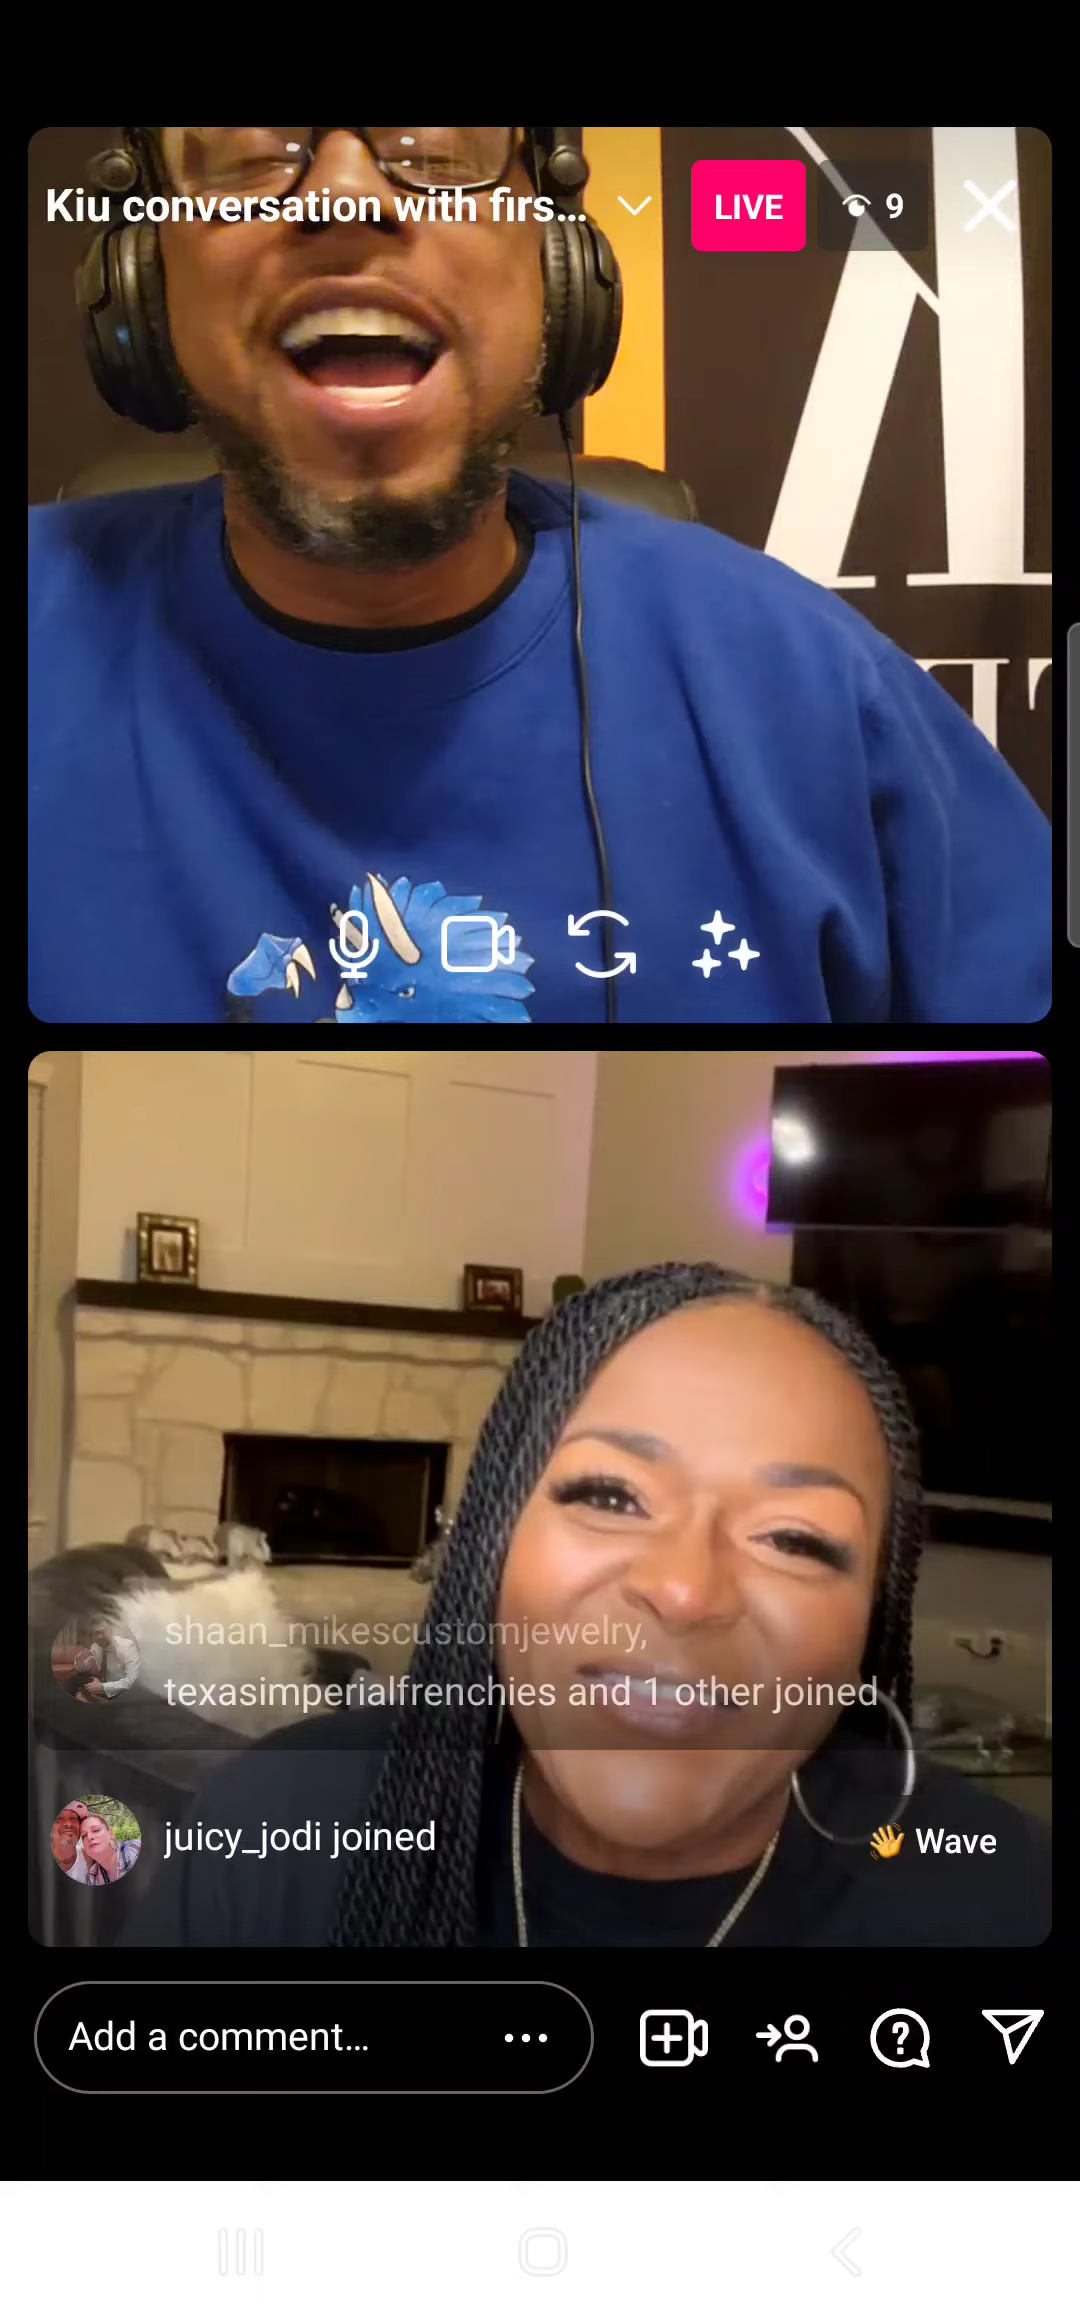 Kiu conversation with firs...
LIVE
9
shaan_mikescustomjewelry,
texasimperialfrenchies and 1 other joined
juicy_jodi joined
👋 Wave
Add a comment...